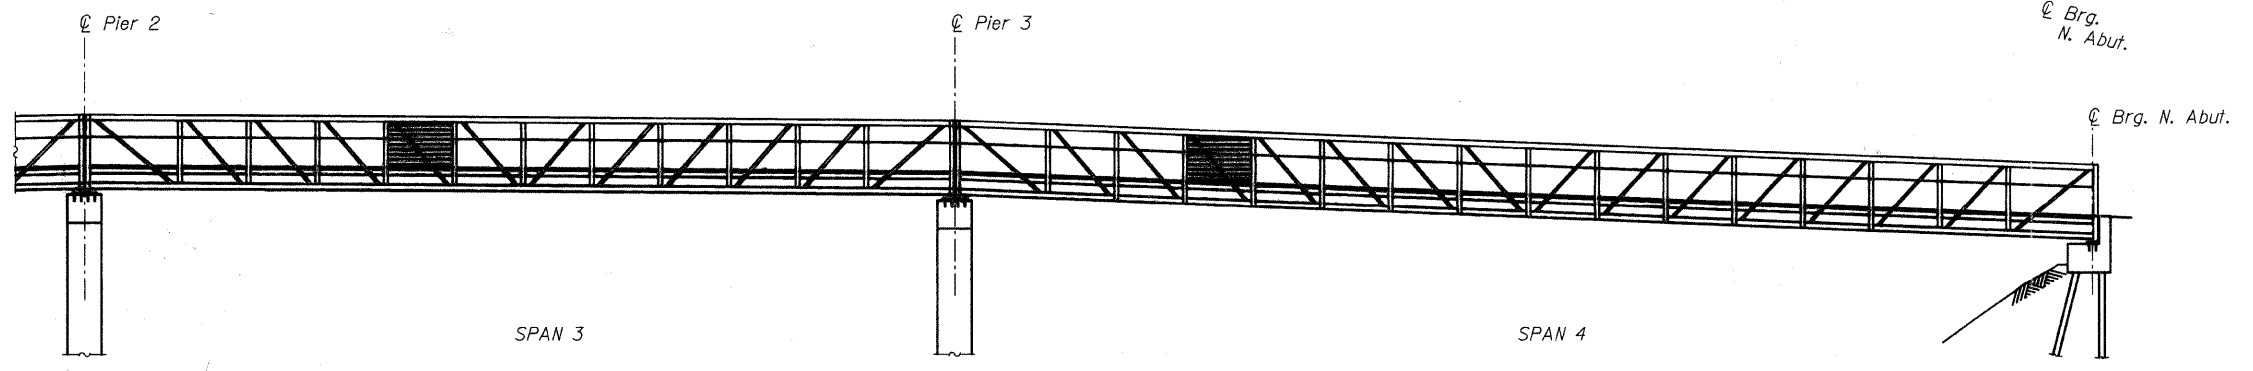 ℄ Pier 2
℄ Pier 3
℄ Brg.
N. Abut.
℄ Brg. N. Abut.
SPAN 3
SPAN 4